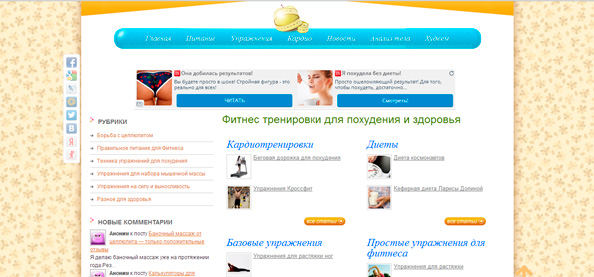 Главная Питание Упражнения Кардио Новости Анализ тела Худеем
Она добилась результатов!
Вы будете просто в шоке! Стройная фигура - это реально для всех!
ЧИТАТЬ
Я похудела без диеты!
Просто ошеломляющий результат! Для того, чтобы похудеть, достаточно...
Смотреть!
Фитнес тренировки для похудения и здоровья
РУБРИКИ
Борьба с целлюлитом
Правильное питание для Фитнеса
Техника упражнений для похудения
Упражнения для набора мышечной массы
Упражнения на силу и выносливость
Разное для здоровья
НОВЫЕ КОММЕНТАРИИ
Аноним к посту Баночный массаж от
целлюлита — только положительные
отзывы
Я делаю баночный массаж уже на протяжении
года.Рез.
Аноним к посту Калькуляторы для
Кардиотренировки
Беговая дорожка для похудения
Упражнения Кроссфит
все статьи
Диеты
Диета космонавтов
Кефирная диета Ларисы Долиной
все статьи
Базовые упражнения
Упражнения для растяжки ног
Простые упражнения для
фитнеса
Упражнения для растяжки